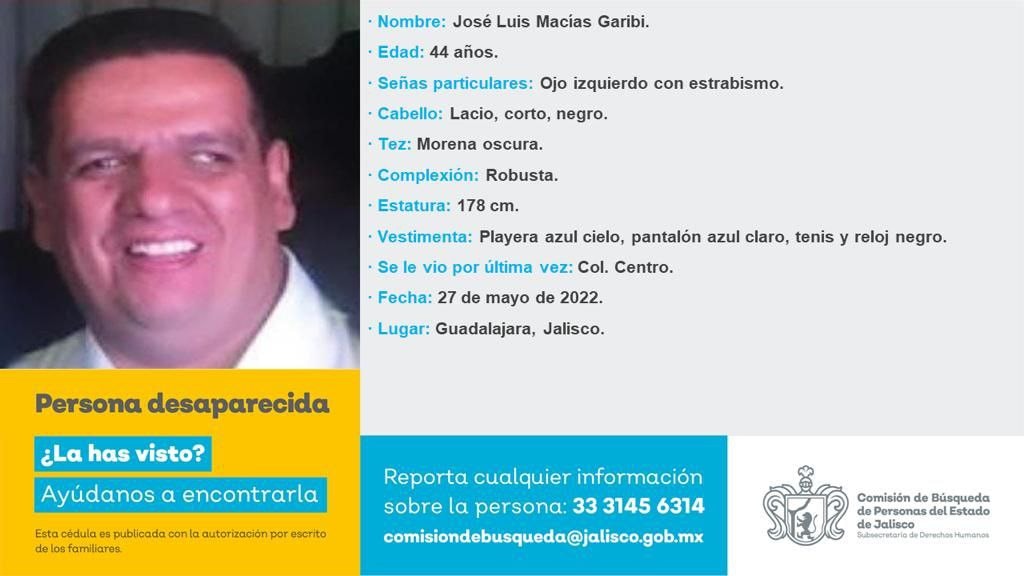 · Nombre: José Luis Macías Garibi.
· Edad: 44 años.
· Señas particulares: Ojo izquierdo con estrabismo.
· Cabello: Lacio, corto, negro.
· Tez: Morena oscura.
· Complexión: Robusta.
· Estatura: 178 cm.
· Vestimenta: Playera azul cielo, pantalón azul claro, tenis y reloj negro.
· Se le vio por última vez: Col. Centro.
· Fecha: 27 de mayo de 2022.
· Lugar: Guadalajara, Jalisco.
Persona desaparecida
¿La has visto?
Ayúdanos a encontrarla
Esta cédula es publicada con la autorización por escrito
de los familiares.
Reporta cualquier información
sobre la persona: 33 3145 6314
comisiondebusqueda@jalisco.gob.mx
Comisión de Búsqueda
de Personas del Estado
de Jalisco
Subsecretaría de Derechos Humanos